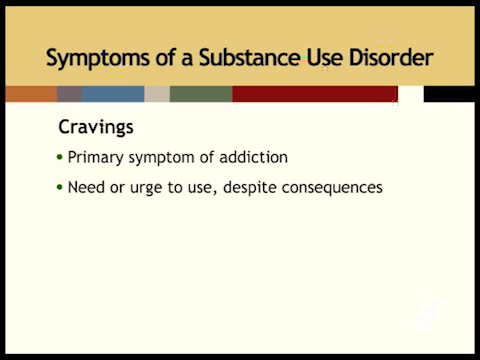 Symptoms of a Substance Use Disorder
Cravings
• Primary symptom of addiction
• Need or urge to use, despite consequences